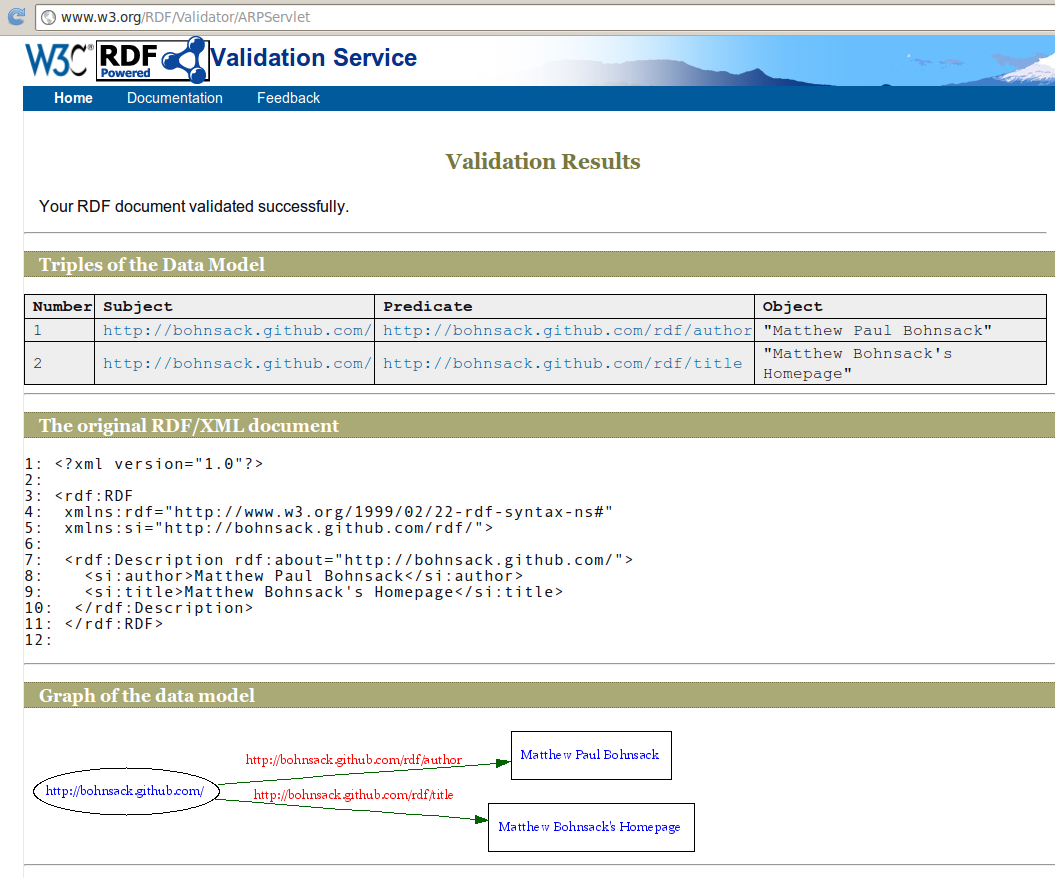 www.w3.org/RDF/Validator/ARPServlet
W3C® RDF Powered Validation Service
Home Documentation Feedback
Validation Results
Your RDF document validated successfully.
Triples of the Data Model
Number Subject Predicate Object
1 http://bohnsack.github.com/ http://bohnsack.github.com/rdf/author "Matthew Paul Bohnsack"
2 http://bohnsack.github.com/ http://bohnsack.github.com/rdf/title "Matthew Bohnsack's
Homepage"
The original RDF/XML document
1: <?xml version="1.0"?>
2:
3: <rdf:RDF
4:  xmlns:rdf="http://www.w3.org/1999/02/22-rdf-syntax-ns#"
5:  xmlns:si="http://bohnsack.github.com/rdf/">
6:
7:  <rdf:Description rdf:about="http://bohnsack.github.com/">
8:    <si:author>Matthew Paul Bohnsack</si:author>
9:    <si:title>Matthew Bohnsack's Homepage</si:title>
10:  </rdf:Description>
11: </rdf:RDF>
12:
Graph of the data model
http://bohnsack.github.com/rdf/author
Matthew Paul Bohnsack
http://bohnsack.github.com/
http://bohnsack.github.com/rdf/title
Matthew Bohnsack's Homepage